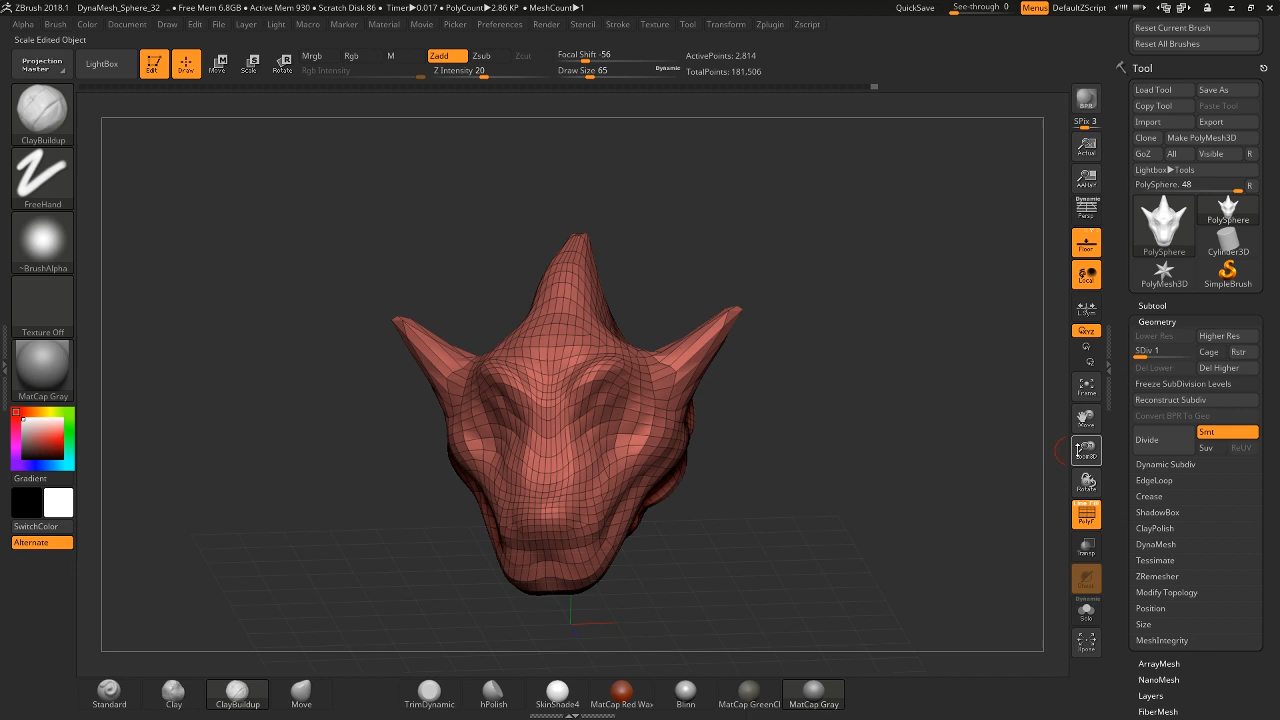 ZBrush 2018.1 DynaMesh_Sphere_32 .. • Free Mem 6.8GB • Active Mem 930 • Scratch Disk 86 • Timer▶0.017 • PolyCount▶2.86 KP • MeshCount▶1 QuickSave See-through 0 Menus DefaultZScript
Alpha Brush Color Document Draw Edit File Layer Light Macro Marker Material Movie Picker Preferences Render Stencil Stroke Texture Tool Transform Zplugin Zscript
Scale Edited Object
Projection Master
LightBox
Edit
Draw
Move
Scale
Rotate
Mrgb Rgb M
Rgb Intensity
Zadd Zsub Zcut
Z Intensity 20
Focal Shift -56
Draw Size 65
Dynamic
ActivePoints: 2,814
TotalPoints: 181,506
ClayBuildup
FreeHand
~BrushAlpha
Texture Off
MatCap Gray
Gradient
SwitchColor
Alternate
BPR
SPix 3
Actual
AAHalf
Dynamic
Persp
Floor
Local
L.Sym
XYZ
Frame
Move
Zoom3D
Rotate
Line Fill
PolyF
Transp
Ghost
Dynamic
Solo
Xpose
Reset Current Brush
Reset All Brushes
Tool
Load Tool Save As
Copy Tool Paste Tool
Import Export
Clone Make PolyMesh3D
GoZ All Visible R
Lightbox▶Tools
PolySphere. 48 R
PolySphere
PolySphere
Cylinder3D
PolyMesh3D
SimpleBrush
Subtool
Geometry
Lower Res Higher Res
SDiv 1 Cage Rstr
Del Lower Del Higher
Freeze SubDivision Levels
Reconstruct Subdiv
Convert BPR To Geo
Divide
Smt
Suv ReUV
Dynamic Subdiv
EdgeLoop
Crease
ShadowBox
ClayPolish
DynaMesh
Tessimate
ZRemesher
Modify Topology
Position
Size
MeshIntegrity
ArrayMesh
NanoMesh
Layers
FiberMesh
Standard Clay ClayBuildup Move TrimDynamic hPolish SkinShade4 MatCap Red Wax Blinn MatCap GreenCl MatCap Gray